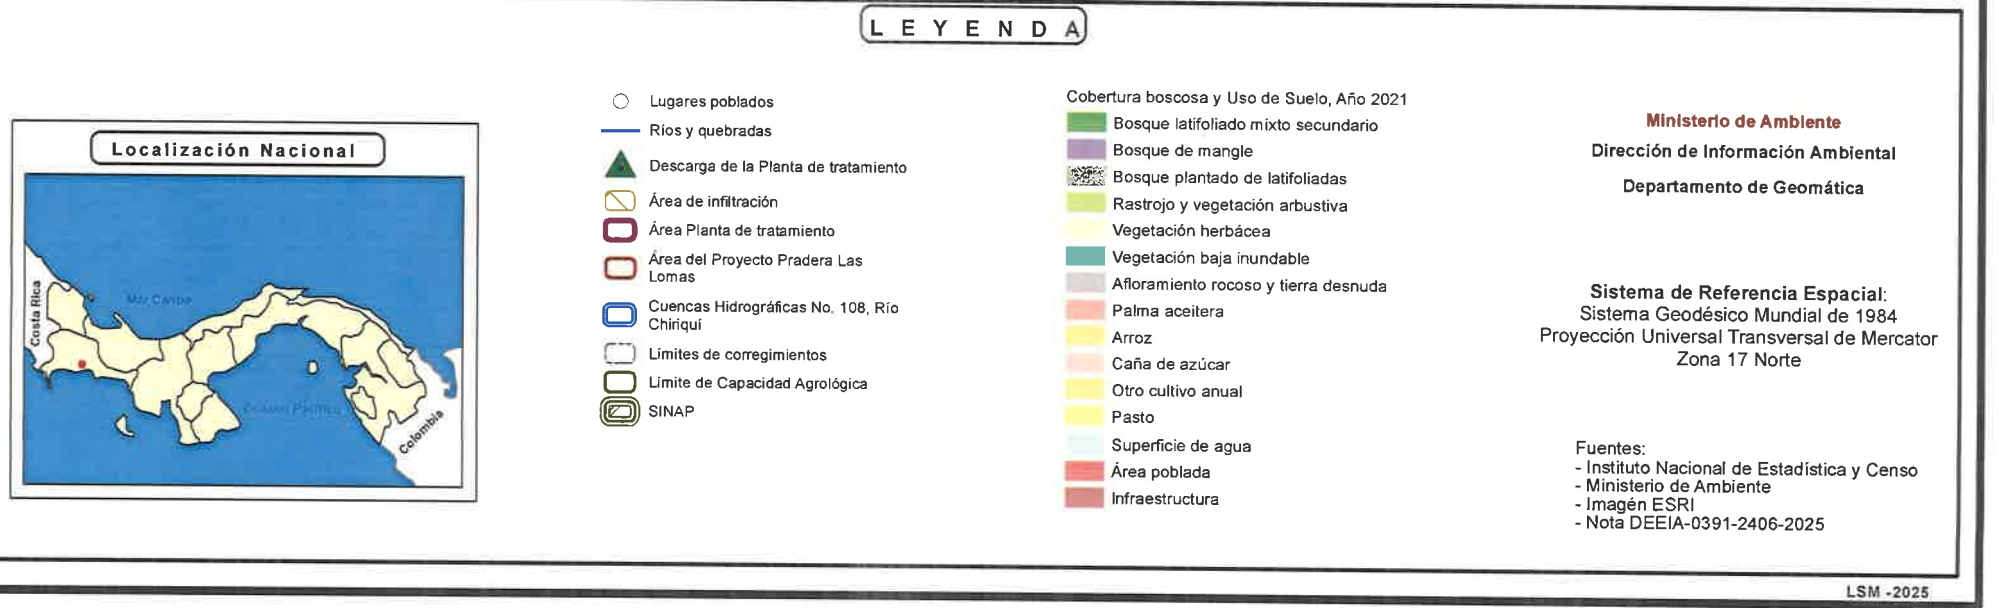 L E Y E N D A
Localización Nacional
Costa Rica
Mar Caribe
Océano Pacífico
Colombia
Lugares poblados
Ríos y quebradas
Descarga de la Planta de tratamiento
Área de infiltración
Área Planta de tratamiento
Área del Proyecto Pradera Las
Lomas
Cuencas Hidrográficas No. 108, Río
Chiriquí
Límites de corregimientos
Límite de Capacidad Agrológica
SINAP
Cobertura boscosa y Uso de Suelo, Año 2021
Bosque latifoliado mixto secundario
Bosque de mangle
Bosque plantado de latifoliadas
Rastrojo y vegetación arbustiva
Vegetación herbácea
Vegetación baja inundable
Afloramiento rocoso y tierra desnuda
Palma aceitera
Arroz
Caña de azúcar
Otro cultivo anual
Pasto
Superficie de agua
Área poblada
Infraestructura
Ministerio de Ambiente
Dirección de Información Ambiental
Departamento de Geomática
Sistema de Referencia Espacial:
Sistema Geodésico Mundial de 1984
Proyección Universal Transversal de Mercator
Zona 17 Norte
Fuentes:
- Instituto Nacional de Estadística y Censo
- Ministerio de Ambiente
- Imagén ESRI
- Nota DEEIA-0391-2406-2025
LSM -2025